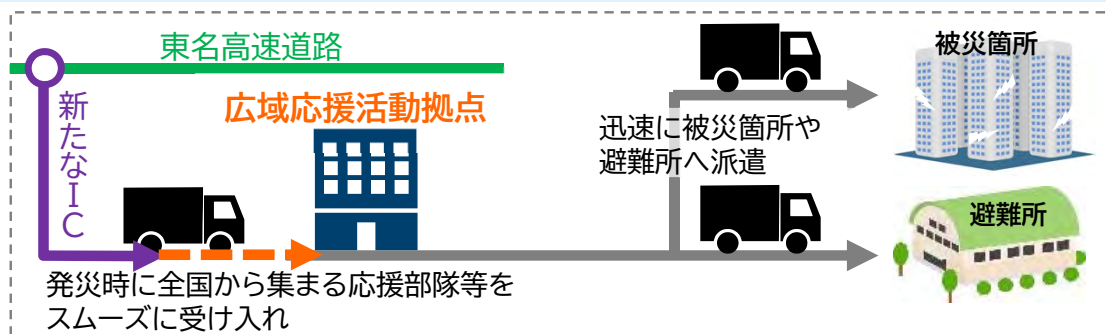 東名高速道路
新たなIC
広域応援活動拠点
発災時に全国から集まる応援部隊等を
スムーズに受け入れ
迅速に被災箇所や
避難所へ派遣
被災箇所
避難所